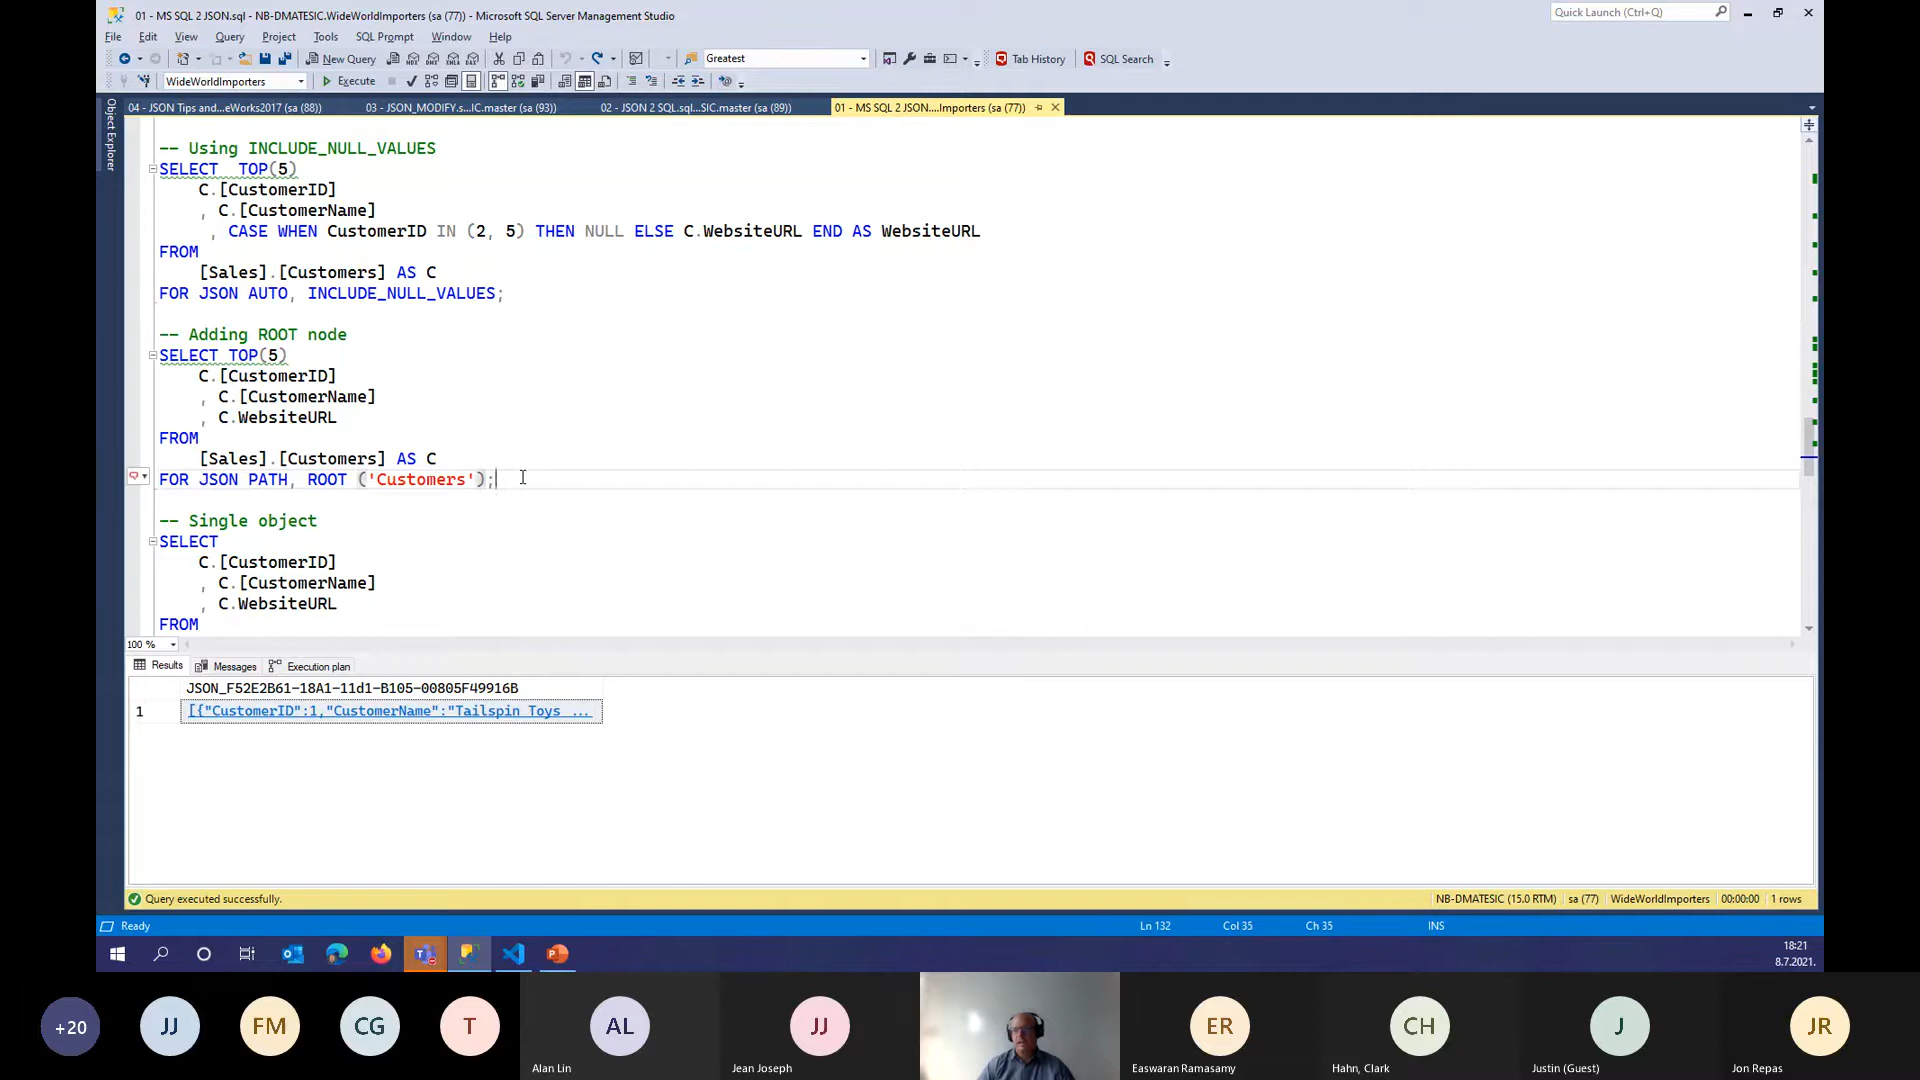 01 - MS SQL 2 JSON.sql - NB-DMATESIC.WideWorldImporters (sa (77)) - Microsoft SQL Server Management Studio
Quick Launch (Ctrl+Q)
File Edit View Query Project Tools SQL Prompt Window Help
New Query Greatest Tab History SQL Search
WideWorldImporters Execute
04 - JSON Tips and...eWorks2017 (sa (88)) 03 - JSON_MODIFY.s...IC.master (sa (93)) 02 - JSON 2 SQL.sql...SIC.master (sa (89)) 01 - MS SQL 2 JSON....Importers (sa (77))
Object Explorer
-- Using INCLUDE_NULL_VALUES
SELECT TOP(5)
C.[CustomerID]
, C.[CustomerName]
, CASE WHEN CustomerID IN (2, 5) THEN NULL ELSE C.WebsiteURL END AS WebsiteURL
FROM
[Sales].[Customers] AS C
FOR JSON AUTO, INCLUDE_NULL_VALUES;
-- Adding ROOT node
SELECT TOP(5)
C.[CustomerID]
, C.[CustomerName]
, C.WebsiteURL
FROM
[Sales].[Customers] AS C
FOR JSON PATH, ROOT ('Customers');
-- Single object
SELECT
C.[CustomerID]
, C.[CustomerName]
, C.WebsiteURL
FROM
100 %
Results Messages Execution plan
JSON_F52E2B61-18A1-11d1-B105-00805F49916B
1 [{"CustomerID":1,"CustomerName":"Tailspin Toys ...
Query executed successfully. NB-DMATESIC (15.0 RTM) sa (77) WideWorldImporters 00:00:00 1 rows
Ready Ln 132 Col 35 Ch 35 INS
18:21
8.7.2021.
+20 JJ FM CG T AL JJ ER CH J JR
Alan Lin Jean Joseph Easwaran Ramasamy Hahn, Clark Justin (Guest) Jon Repas